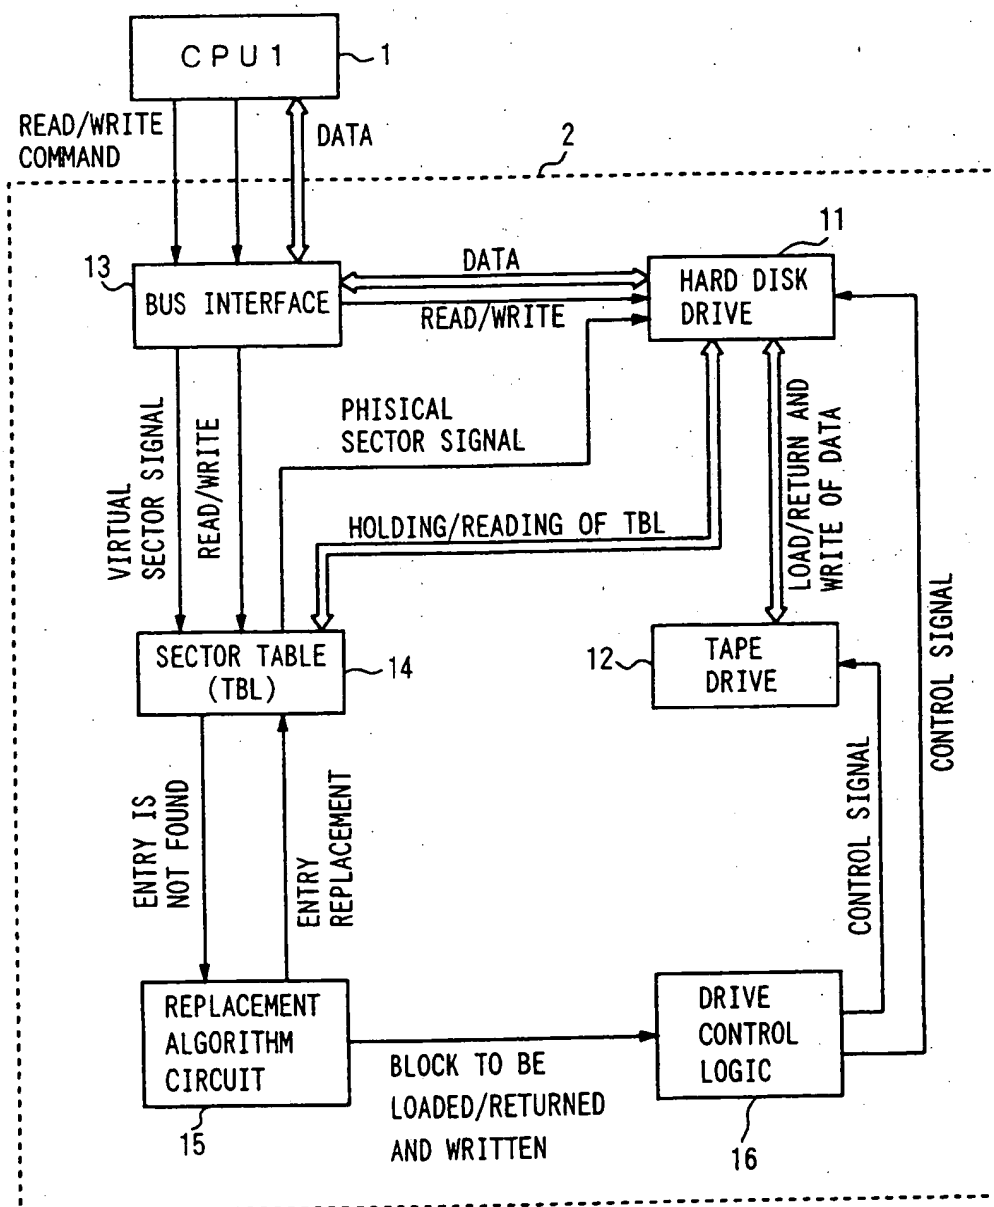 CPU1
1
READ/WRITE
COMMAND
DATA
2
13
BUS INTERFACE
DATA
READ/WRITE
11
HARD DISK
DRIVE
VIRTUAL
SECTOR SIGNAL
READ/WRITE
PHISICAL
SECTOR SIGNAL
HOLDING/READING OF TBL
LOAD/RETURN AND
WRITE OF DATA
CONTROL SIGNAL
SECTOR TABLE
(TBL)
14
12
TAPE
DRIVE
ENTRY IS
NOT FOUND
ENTRY
REPLACEMENT
CONTROL SIGNAL
REPLACEMENT
ALGORITHM
CIRCUIT
15
BLOCK TO BE
LOADED/RETURNED
AND WRITTEN
DRIVE
CONTROL
LOGIC
16